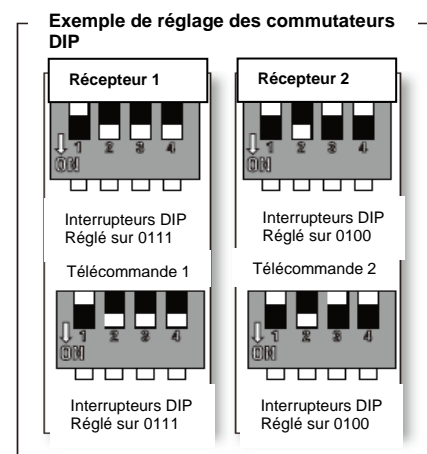 Exemple de réglage des commutateurs
DIP
Récepteur 1
Récepteur 2
1 2 3 4
ON
1 2 3 4
ON
Interrupteurs DIP
Réglé sur 0111
Interrupteurs DIP
Réglé sur 0100
Télécommande 1
Télécommande 2
1 2 3 4
ON
1 2 3 4
ON
Interrupteurs DIP
Réglé sur 0111
Interrupteurs DIP
Réglé sur 0100